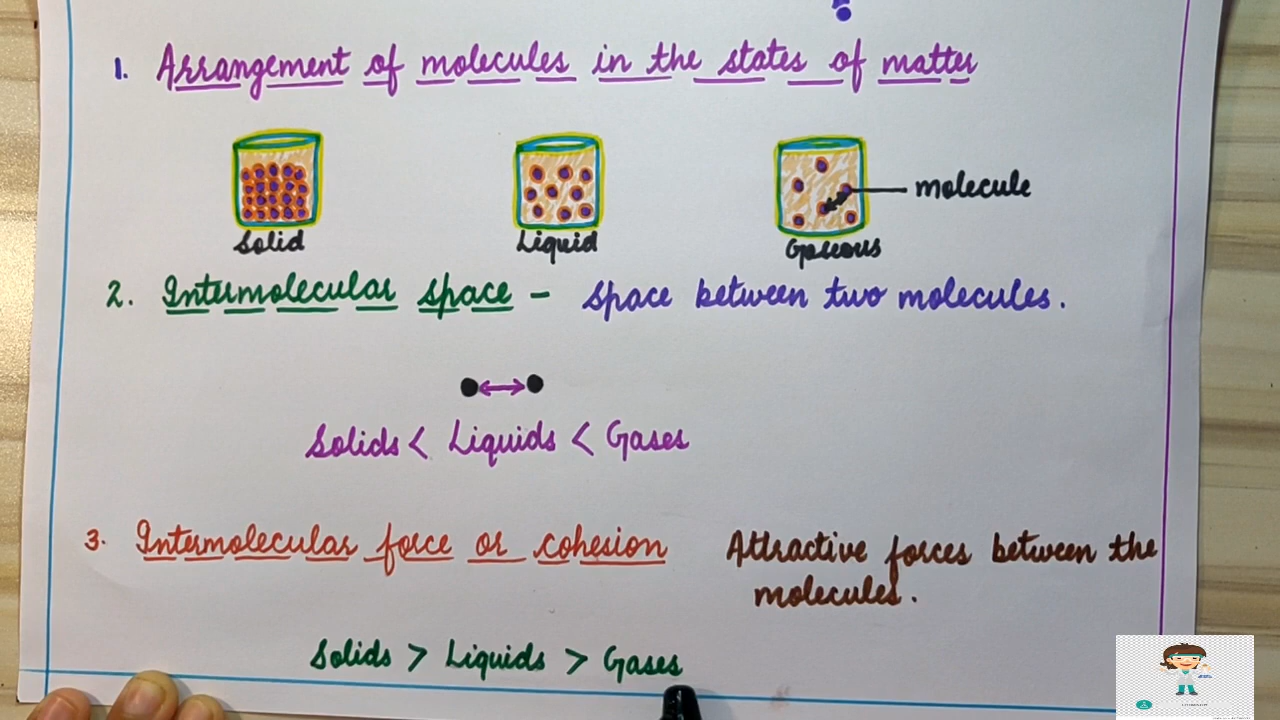 1. Arrangement of molecules in the states of matter
molecule
Solid Liquid Gaseous
2. Intermolecular space - Space between two molecules.
Solids < Liquids < Gases
3. Intermolecular force or cohesion Attractive forces between the
molecules.
Solids > Liquids > Gases